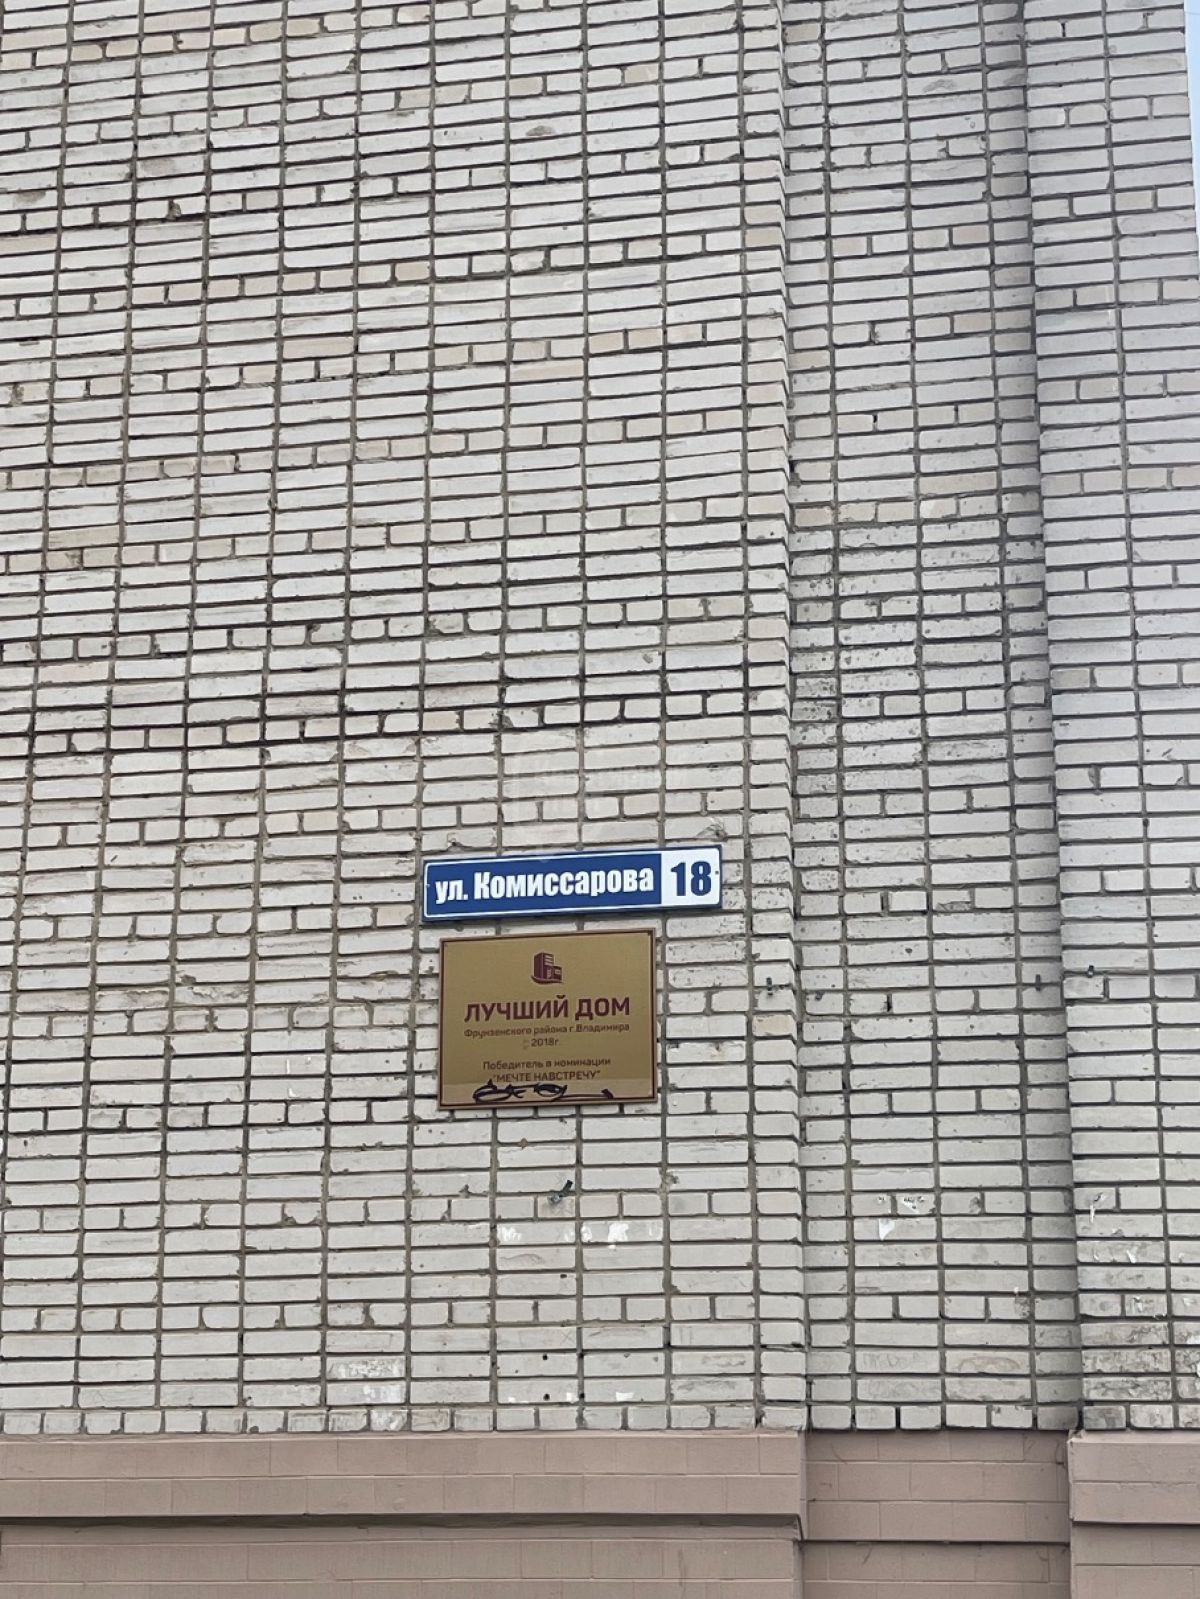 ул. Комиссарова 18
ЛУЧШИЙ ДОМ
Фрунзенского района г.Владимира
2018г.
Победитель в номинации
"МЕЧТЕ НАВСТРЕЧУ"